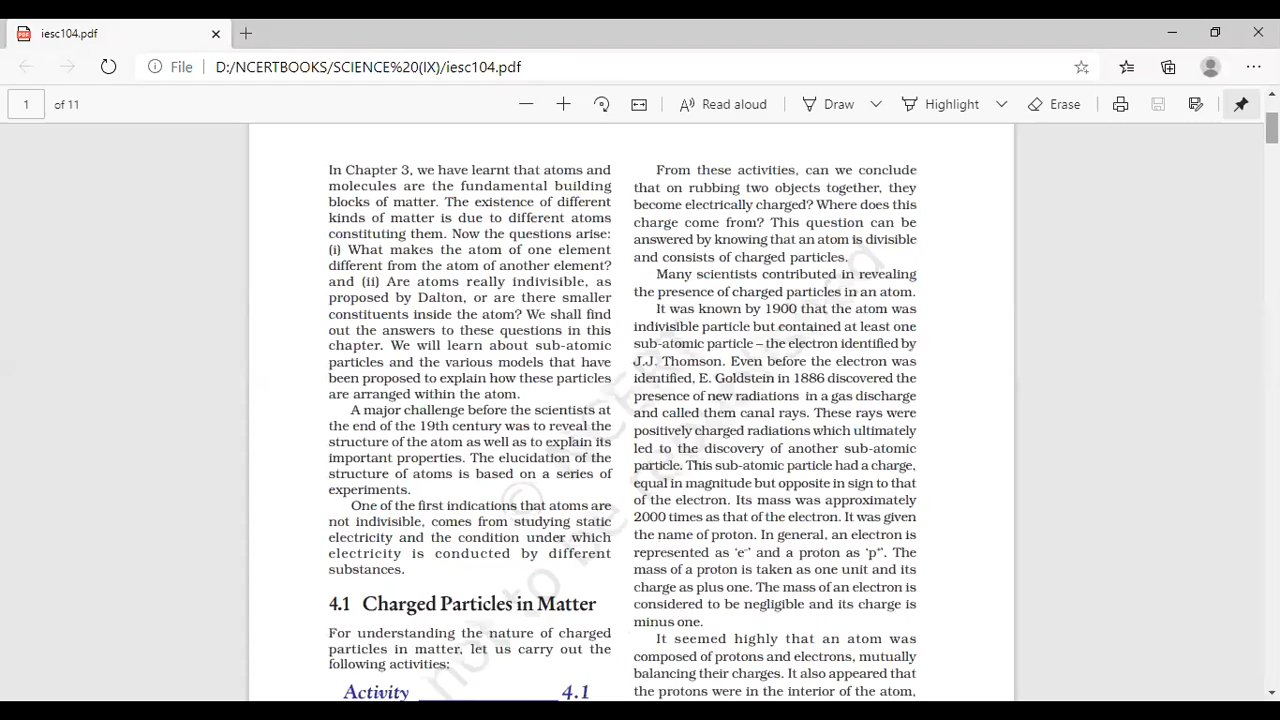 iesc104.pdf
File D:/NCERTBOOKS/SCIENCE%20(IX)/iesc104.pdf
1 of 11
Read aloud Draw Highlight Erase
In Chapter 3, we have learnt that atoms and
molecules are the fundamental building
blocks of matter. The existence of different
kinds of matter is due to different atoms
constituting them. Now the questions arise:
(i) What makes the atom of one element
different from the atom of another element?
and (ii) Are atoms really indivisible, as
proposed by Dalton, or are there smaller
constituents inside the atom? We shall find
out the answers to these questions in this
chapter. We will learn about sub-atomic
particles and the various models that have
been proposed to explain how these particles
are arranged within the atom.
A major challenge before the scientists at
the end of the 19th century was to reveal the
structure of the atom as well as to explain its
important properties. The elucidation of the
structure of atoms is based on a series of
experiments.
One of the first indications that atoms are
not indivisible, comes from studying static
electricity and the condition under which
electricity is conducted by different
substances.
4.1 Charged Particles in Matter
For understanding the nature of charged
particles in matter, let us carry out the
following activities:
Activity 4.1
From these activities, can we conclude
that on rubbing two objects together, they
become electrically charged? Where does this
charge come from? This question can be
answered by knowing that an atom is divisible
and consists of charged particles.
Many scientists contributed in revealing
the presence of charged particles in an atom.
It was known by 1900 that the atom was
indivisible particle but contained at least one
sub-atomic particle – the electron identified by
J.J. Thomson. Even before the electron was
identified, E. Goldstein in 1886 discovered the
presence of new radiations in a gas discharge
and called them canal rays. These rays were
positively charged radiations which ultimately
led to the discovery of another sub-atomic
particle. This sub-atomic particle had a charge,
equal in magnitude but opposite in sign to that
of the electron. Its mass was approximately
2000 times as that of the electron. It was given
the name of proton. In general, an electron is
represented as ‘e⁻’ and a proton as ‘p⁺’. The
mass of a proton is taken as one unit and its
charge as plus one. The mass of an electron is
considered to be negligible and its charge is
minus one.
It seemed highly that an atom was
composed of protons and electrons, mutually
balancing their charges. It also appeared that
the protons were in the interior of the atom,
© NCERT
not to be republished